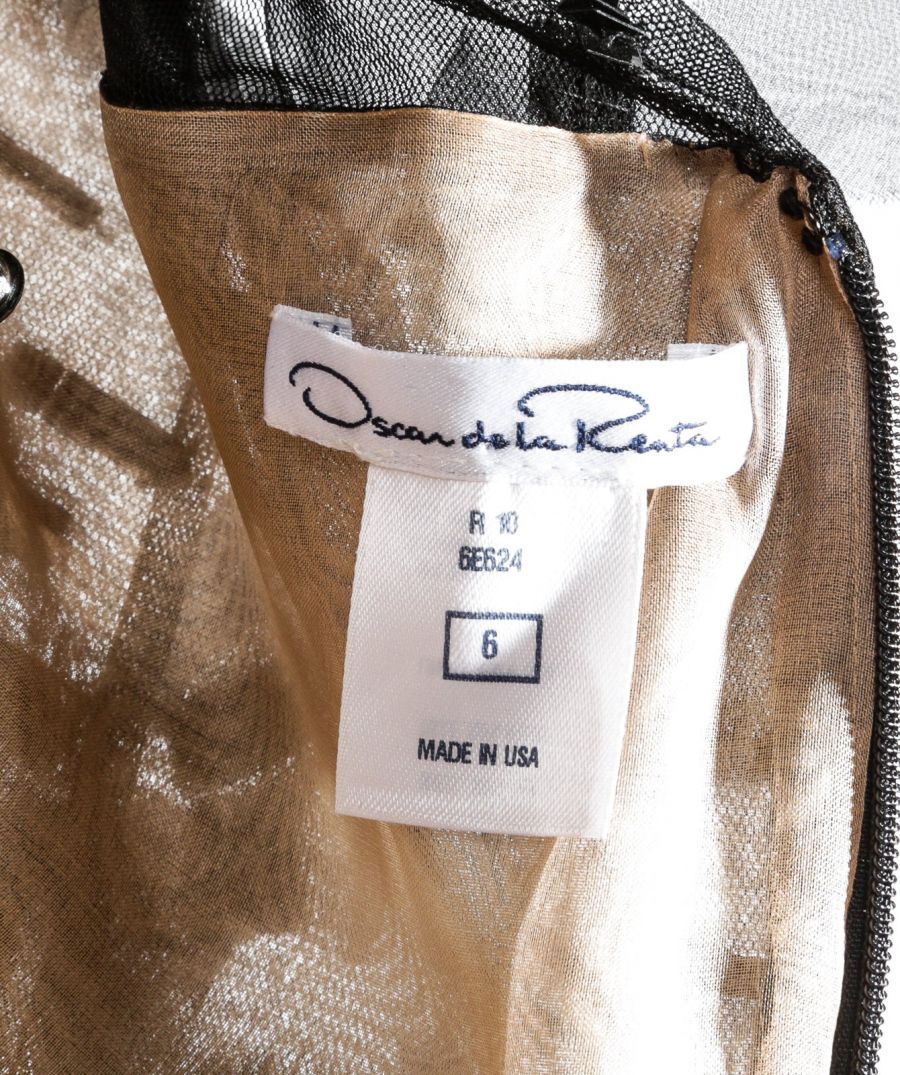 Oscar de la Renta
R 10
6E624
6
MADE IN USA